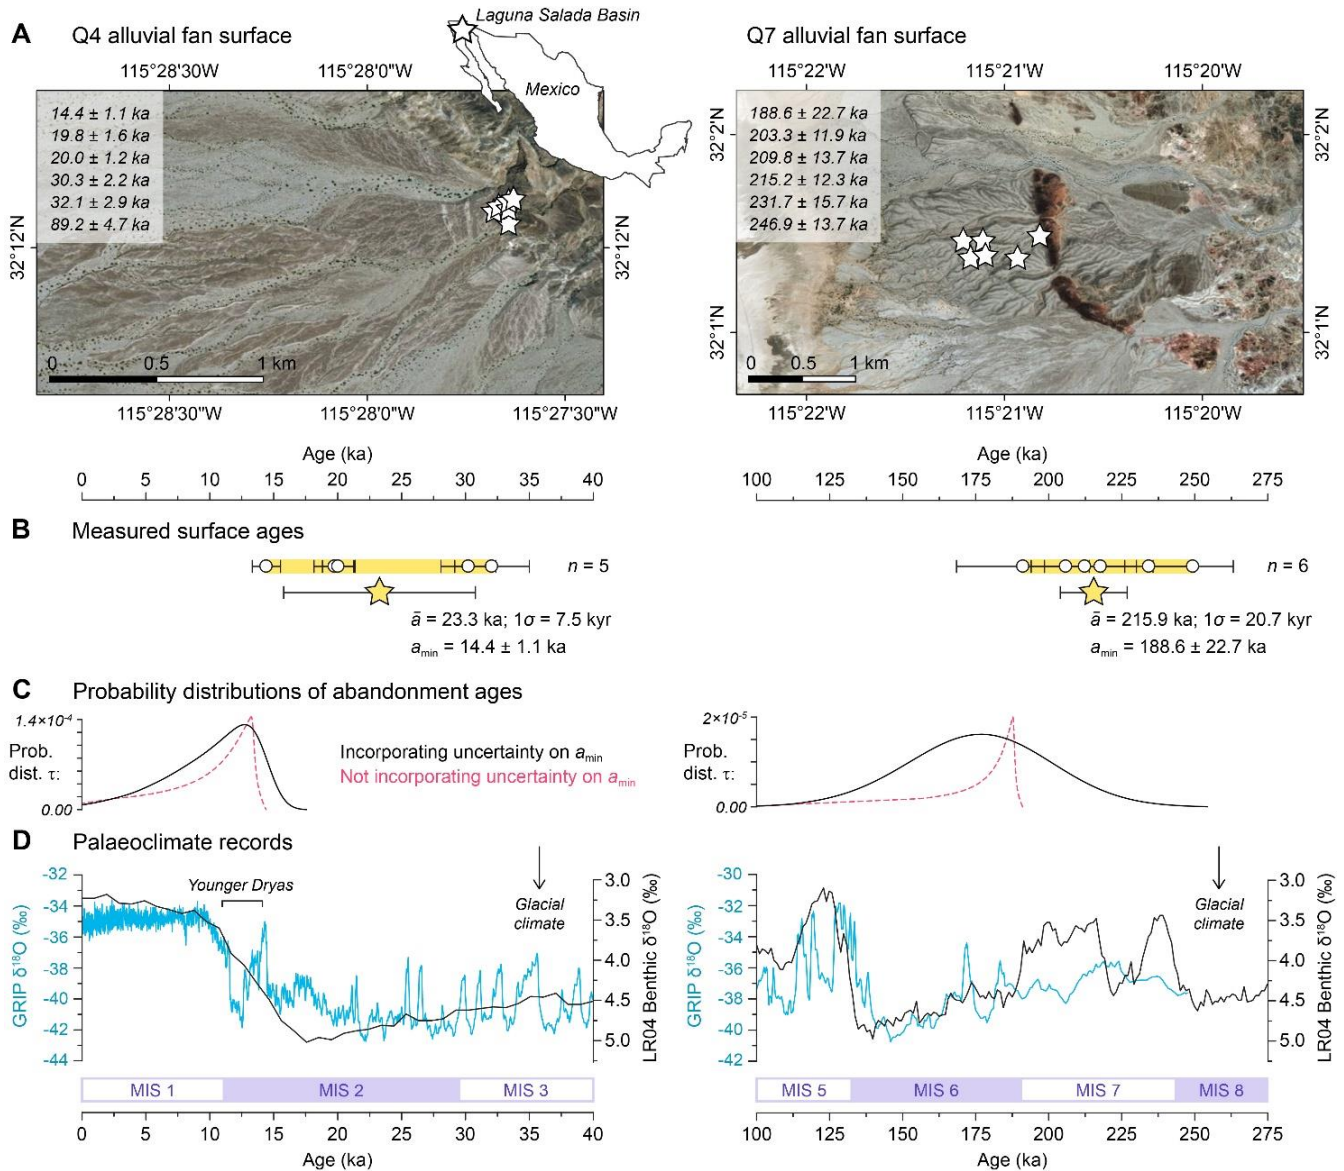 Laguna Salada Basin
A Q4 alluvial fan surface
Q7 alluvial fan surface
Mexico
115°28'30W 115°28'0W
115°22'W 115°21'W 115°20'W
14.4 ± 1.1 ka
19.8 ± 1.6 ka
20.0 ± 1.2 ka
30.3 ± 2.2 ka
32.1 ± 2.9 ka
89.2 ± 4.7 ka
32°12'N
32°12'N
0 0.5 1 km
115°28'30"W 115°28'0"W 115°27'30"W
188.6 ± 22.7 ka
203.3 ± 11.9 ka
209.8 ± 13.7 ka
215.2 ± 12.3 ka
231.7 ± 15.7 ka
246.9 ± 13.7 ka
32°2'N
32°1'N
32°2'N
32°1'N
0 0.5 1 km
115°22'W 115°21'W 115°20'W
Age (ka)
0 5 10 15 20 25 30 35 40
Age (ka)
100 125 150 175 200 225 250 275
B Measured surface ages
n = 5
ā = 23.3 ka; 1σ = 7.5 kyr
amin = 14.4 ± 1.1 ka
n = 6
ā = 215.9 ka; 1σ = 20.7 kyr
amin = 188.6 ± 22.7 ka
C Probability distributions of abandonment ages
1.4×10⁻⁴
Prob.
dist. τ:
0.00
Incorporating uncertainty on amin
Not incorporating uncertainty on amin
2×10⁻⁵
Prob.
dist. τ:
0.00
D Palaeoclimate records
-32
-34
-36
-38
-40
-42
-44
GRIP δ¹⁸O (‰)
Younger Dryas
Glacial
climate
3.0
3.5
4.0
4.5
5.0
LR04 Benthic δ¹⁸O (‰)
MIS 1 MIS 2 MIS 3
0 5 10 15 20 25 30 35 40
Age (ka)
-30
-32
-34
-36
-38
-40
-42
GRIP δ¹⁸O (‰)
Glacial
climate
3.0
3.5
4.0
4.5
5.0
LR04 Benthic δ¹⁸O (‰)
MIS 5 MIS 6 MIS 7 MIS 8
100 125 150 175 200 225 250 275
Age (ka)